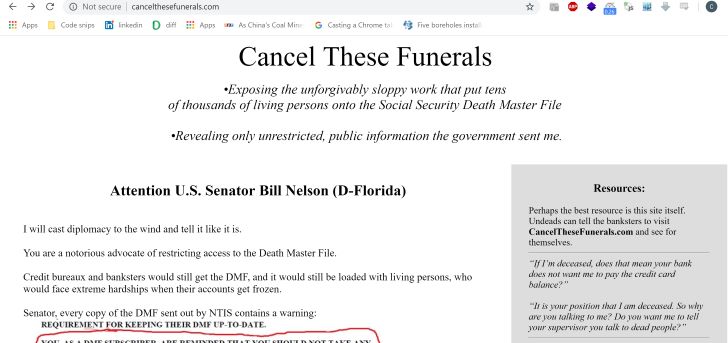 Not secure | cancelthesefunerals.com
Apps Code snips linkedin diff Apps As China's Coal Mine Casting a Chrome tab Five boreholes install
Cancel These Funerals
•Exposing the unforgivably sloppy work that put tens
of thousands of living persons onto the Social Security Death Master File
•Revealing only unrestricted, public information the government sent me.
Attention U.S. Senator Bill Nelson (D-Florida)
I will cast diplomacy to the wind and tell it like it is.
You are a notorious advocate of restricting access to the Death Master File.
Credit bureaux and banksters would still get the DMF, and it would still be loaded with living persons, who
would face extreme hardships when their accounts get frozen.
Senator, every copy of the DMF sent out by NTIS contains a warning:
REQUIREMENT FOR KEEPING THEIR DMF UP-TO-DATE.
YOU, AS A DMF SUBSCRIBER, ARE REMINDED THAT YOU SHOULD NOT TAKE ANY
Resources:
Perhaps the best resource is this site itself.
Undeads can tell the banksters to visit
CancelTheseFunerals.com and see for
themselves.
“If I’m deceased, does that mean your bank
does not want me to pay the credit card
balance?”
“It is your position that I am deceased. So why
are you talking to me? Do you want me to tell
your supervisor you talk to dead people?”